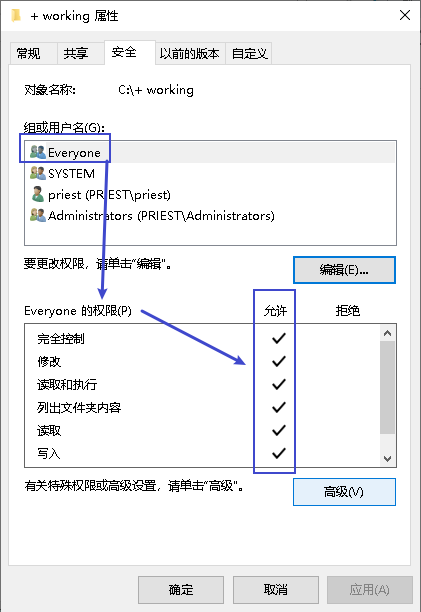 + working 属性
常规 共享 安全 以前的版本 自定义
对象名称: C:\+ working
组或用户名(G):
Everyone
SYSTEM
priest (PRIEST\priest)
Administrators (PRIEST\Administrators)
要更改权限，请单击“编辑”。
编辑(E)...
Everyone 的权限(P) 允许 拒绝
完全控制
修改
读取和执行
列出文件夹内容
读取
写入
有关特殊权限或高级设置，请单击“高级”。
高级(V)
确定 取消 应用(A)